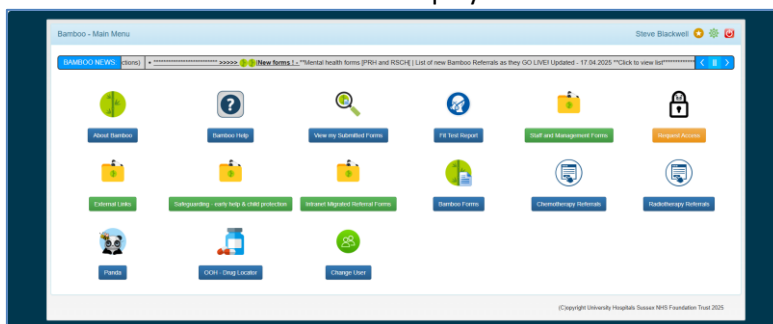 Bamboo - Main Menu
Steve Blackwell
BAMBOO NEWS: ctions) | + ******************** >>>>> New forms ! - **Mental health forms [PRH and RSCH] | List of new Bamboo Referrals as they GO LIVE! Updated - 17.04.2025 **Click to view list**************
About Bamboo
Bamboo Help
View my Submitted Forms
Fit Test Report
Staff and Management Forms
Request Access
External Links
Safeguarding - early help & child protection
Intranet Migrated Referral Forms
Bamboo Forms
Chemotherapy Referrals
Radiotherapy Referrals
Panda
OOH - Drug Locator
Change User
(C)opyright University Hospitals Sussex NHS Foundation Trust 2025